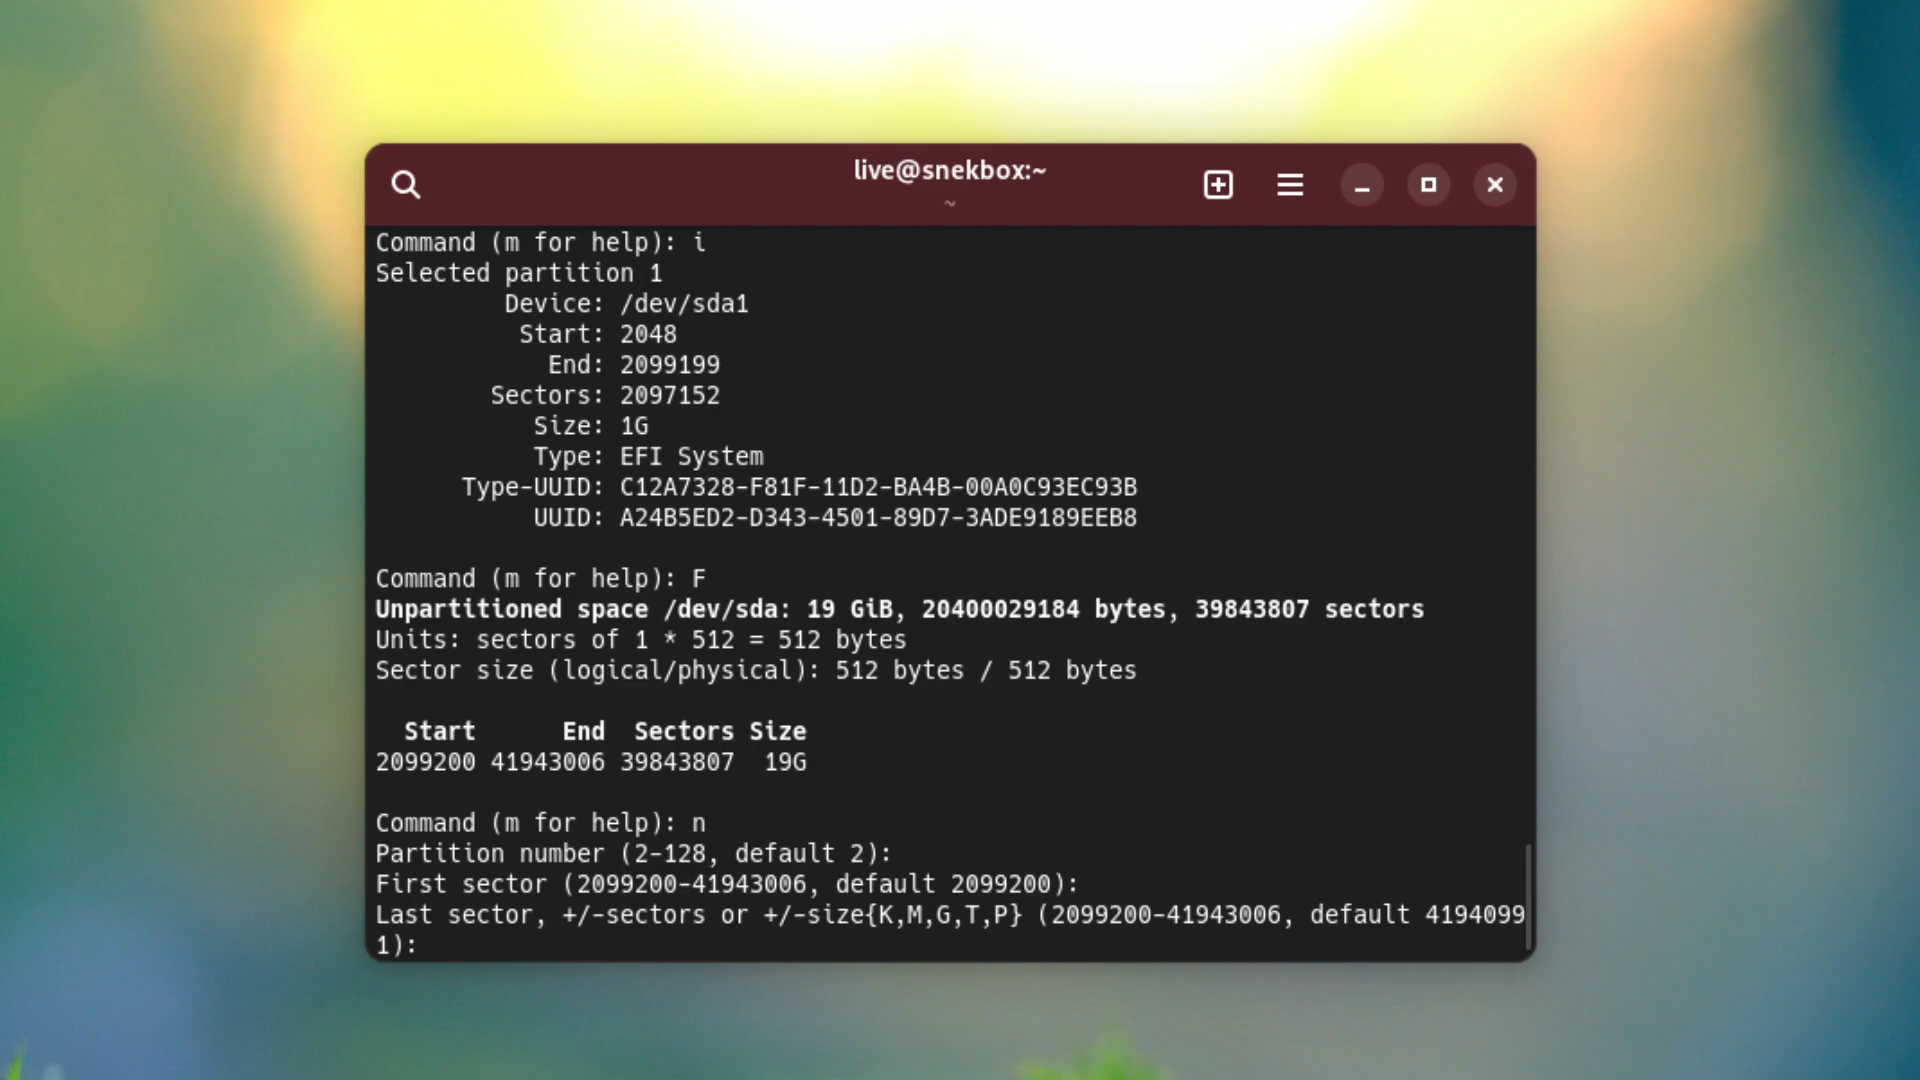 live@snekbox:~
~
Command (m for help): i
Selected partition 1
Device: /dev/sda1
Start: 2048
End: 2099199
Sectors: 2097152
Size: 1G
Type: EFI System
Type-UUID: C12A7328-F81F-11D2-BA4B-00A0C93EC93B
UUID: A24B5ED2-D343-4501-89D7-3ADE9189EEB8
Command (m for help): F
Unpartitioned space /dev/sda: 19 GiB, 20400029184 bytes, 39843807 sectors
Units: sectors of 1 * 512 = 512 bytes
Sector size (logical/physical): 512 bytes / 512 bytes
Start End Sectors Size
2099200 41943006 39843807 19G
Command (m for help): n
Partition number (2-128, default 2):
First sector (2099200-41943006, default 2099200):
Last sector, +/-sectors or +/-size{K,M,G,T,P} (2099200-41943006, default 4194099
1):